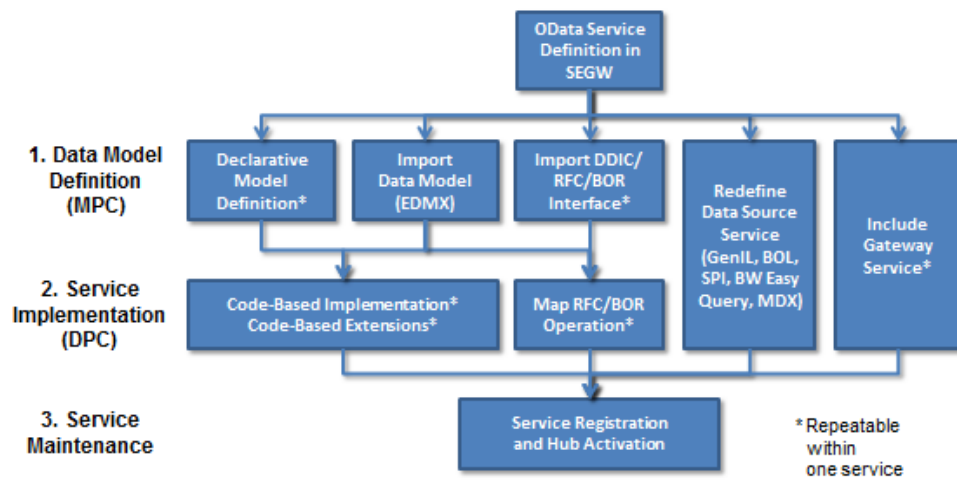 OData Service
Definition in
SEGW
1. Data Model
Definition
(MPC)
Declarative
Model
Definition*
Import
Data Model
(EDMX)
Import DDIC/
RFC/BOR
Interface*
Redefine
Data Source
Service
(GenIL, BOL,
SPI, BW Easy
Query, MDX)
Include
Gateway
Service*
2. Service
Implementation
(DPC)
Code-Based Implementation*
Code-Based Extensions*
Map RFC/BOR
Operation*
3. Service
Maintenance
Service Registration
and Hub Activation
* Repeatable
within
one service